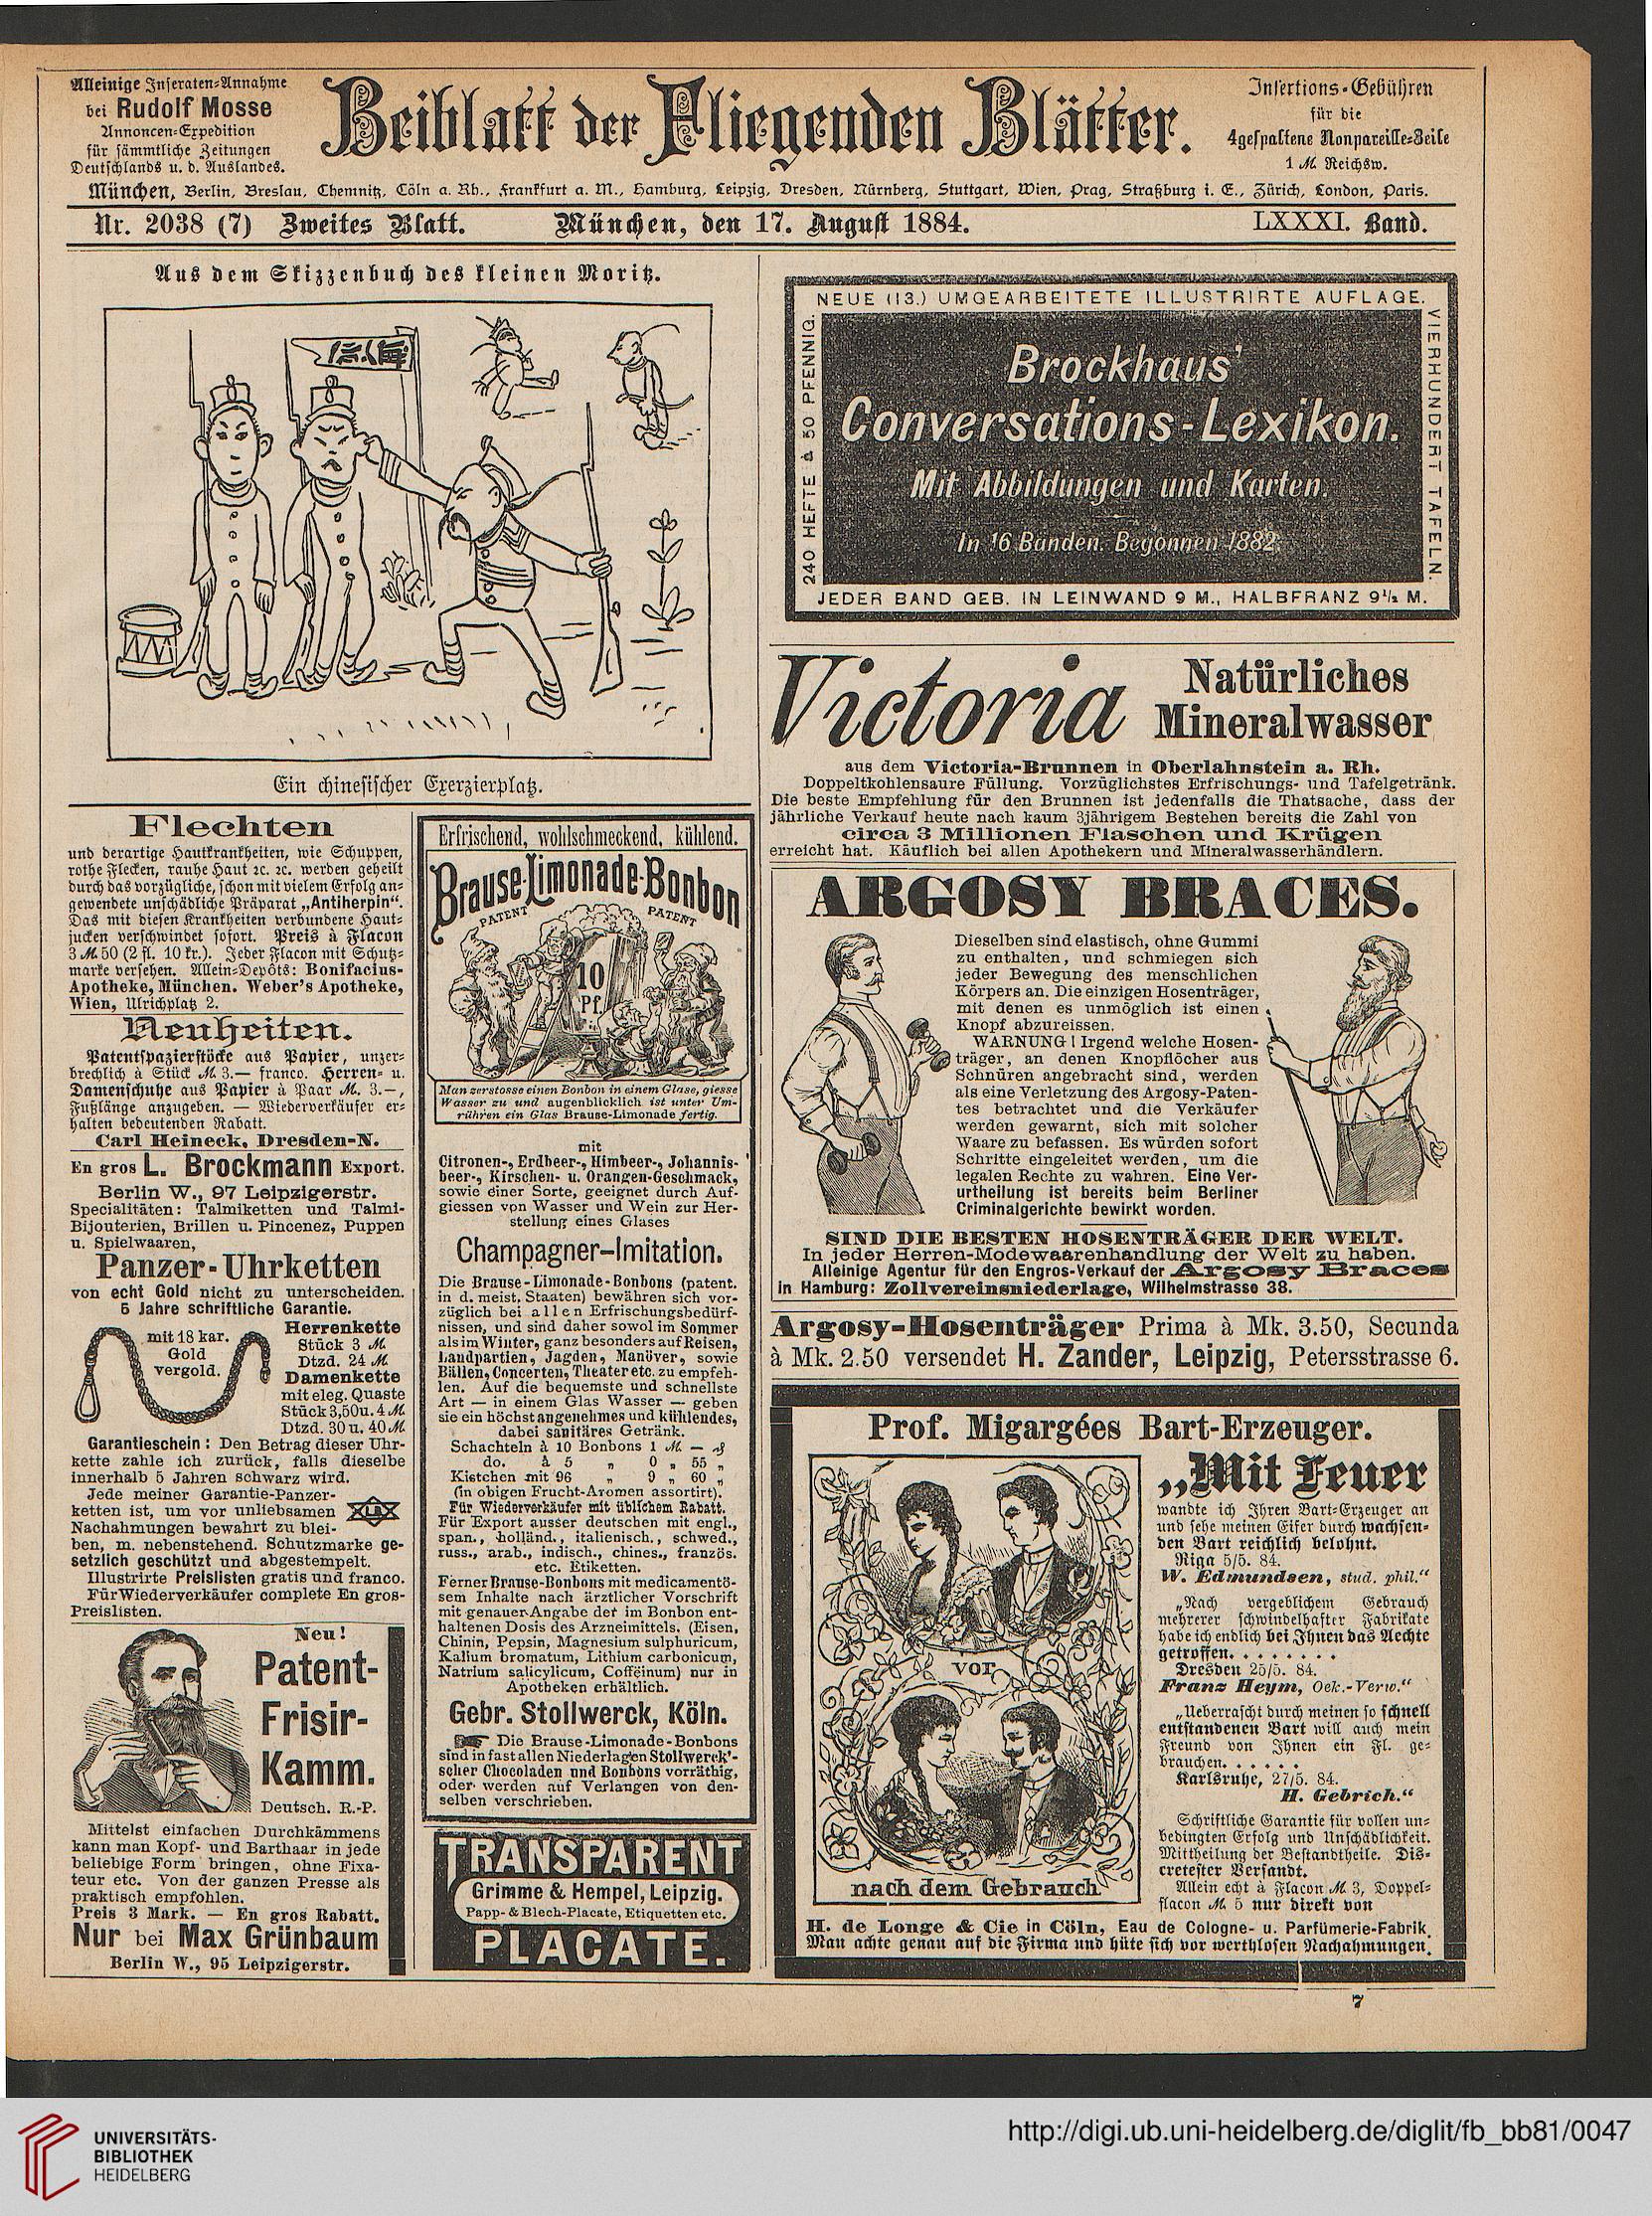 Alleinige Inseraten-Annahme
bei Rudolf Mosse
Annoncen-Expedition
für sämmtliche Zeitungen
Deutschlands u. d. Auslandes.
Beiblatt der Fliegenden Blätter.
Insertions-Gebühren
für die
4gespaltene Nonpareille-Zeile
1 M. Reichsw.
München, Berlin, Breslau, Chemnitz, Cöln a. Rh., Frankfurt a. M., Hamburg, Leipzig, Dresden, Nürnberg, Stuttgart, Wien, Prag, Straßburg i. E., Zürich, London, Paris.
Nr. 2038 (7) Zweites Blatt. München, den 17. August 1884. LXXXI. Band.
Aus dem Skizzenbuch des kleinen Moritz.
Ein chinesischer Exerzierplatz.
Flechten
und derartige Hautkrankheiten, wie Schuppen,
rothe Flecken, rauhe Haut ꝛc. ꝛc. werden geheilt
durch das vorzügliche, schon mit vielem Erfolg an-
gewendete unschädliche Präparat „Antiherpin“.
Das mit diesen Krankheiten verbundene Haut-
jucken verschwindet sofort. Preis à Flacon
3 M. 50 (2 fl. 10 kr.). Jeder Flacon mit Schutz-
marke versehen. Allein-Depôts: Bonifacius-
Apotheke, München. Weber's Apotheke,
Wien, Ulrichplatz 2.
Neuheiten.
Patentspazierstöcke aus Papier, unzer-
brechlich à Stück M. 3.— franco. Herren- u.
Damenschuhe aus Papier à Paar M. 3.—,
Fußlänge anzugeben. — Wiederverkäufer er-
halten bedeutenden Rabatt.
Carl Heineck, Dresden-N.
En gros L. Brockmann Export.
Berlin W., 97 Leipzigerstr.
Specialitäten: Talmiketten und Talmi-
Bijouterien, Brillen u. Pincenez, Puppen
u. Spielwaaren,
Panzer-Uhrketten
von echt Gold nicht zu unterscheiden.
5 Jahre schriftliche Garantie.
mit 18 kar.
Gold
vergold.
Herrenkette
Stück 3 M.
Dtzd. 24 M.
Damenkette
mit eleg. Quaste
Stück 3,50 u. 4 M.
Dtzd. 30 u. 40 M.
Garantieschein: Den Betrag dieser Uhr-
kette zahle ich zurück, falls dieselbe
innerhalb 5 Jahren schwarz wird.
Jede meiner Garantie-Panzer-
ketten ist, um vor unliebsamen
Nachahmungen bewahrt zu blei-
ben, m. nebenstehend. Schutzmarke ge-
setzlich geschützt und abgestempelt.
Illustrirte Preislisten gratis und franco.
Für Wiederverkäufer complete En gros-
Preislisten.
Neu!
Patent-
Frisir-
Kamm.
Deutsch. R.-P.
Mittelst einfachen Durchkämmens
kann man Kopf- und Barthaar in jede
beliebige Form bringen, ohne Fixa-
teur etc. Von der ganzen Presse als
praktisch empfohlen.
Preis 3 Mark. — En gros Rabatt.
Nur bei Max Grünbaum
Berlin W., 95 Leipzigerstr.
Erfrischend, wohlschmeckend, kühlend.
Brause-Limonade-Bonbon
PATENT PATENT
10
Pf.
Man zerstosse einen Bonbon in einem Glase, giesse
Wasser zu und augenblicklich ist unter Um-
rühren ein Glas Brause-Limonade fertig.
mit
Citronen-, Erdbeer-, Himbeer-, Johannis-
beer-, Kirschen- u. Orangen-Geschmack,
sowie einer Sorte, geeignet durch Auf-
giessen von Wasser und Wein zur Her-
stellung eines Glases
Champagner-Imitation.
Die Brause-Limonade-Bonbons (patent.
in d. meist. Staaten) bewähren sich vor-
züglich bei allen Erfrischungsbedürf-
nissen, und sind daher sowol im Sommer
als im Winter, ganz besonders auf Reisen,
Landpartien, Jagden, Manöver, sowie
Bällen, Concerten, Theater etc. zu empfeh-
len. Auf die bequemste und schnellste
Art — in einem Glas Wasser — geben
sie ein höchst angenehmes und kühlendes,
dabei sanitäres Getränk.
Schachteln à 10 Bonbons 1 M. — ₰
do. à 5 „ 0 „ 55 „
Kistchen mit 96 „ 9 „ 60 „
(in obigen Frucht-Aromen assortirt).
Für Wiederverkäufer mit üblichem Rabatt.
Für Export ausser deutschen mit engl.,
span., holländ., italienisch., schwed.,
russ., arab., indisch., chines., französ.
etc. Etiketten.
Ferner Brause-Bonbons mit medicamentö-
sem Inhalte nach ärztlicher Vorschrift
mit genauer Angabe der im Bonbon ent-
haltenen Dosis des Arzneimittels. (Eisen,
Chinin, Pepsin, Magnesium sulphuricum,
Kalium bromatum, Lithium carbonicum,
Natrium salicylicum, Coffëinum) nur in
Apotheken erhältlich.
Gebr. Stollwerck, Köln.
☞ Die Brause-Limonade-Bonbons
sind in fast allen Niederlagen Stollwerck'-
scher Chocoladen und Bonbons vorräthig,
oder werden auf Verlangen von den-
selben verschrieben.
TRANSPARENT
Grimme & Hempel, Leipzig.
Papp- & Blech-Placate, Etiquetten etc.
PLACATE.
NEUE (13.) UMGEARBEITETE ILLUSTRIRTE AUFLAGE.
240 HEFTE à 50 PFENNIG.
VIERHUNDERT TAFELN.
Brockhaus'
Conversations-Lexikon.
Mit Abbildungen und Karten.
In 16 Bänden. Begonnen 1882
JEDER BAND GEB. IN LEINWAND 9 M., HALBFRANZ 9½ M.
Victoria Natürliches
Mineralwasser
aus dem Victoria-Brunnen in Oberlahnstein a. Rh.
Doppeltkohlensaure Füllung. Vorzüglichstes Erfrischungs- und Tafelgetränk.
Die beste Empfehlung für den Brunnen ist jedenfalls die Thatsache, dass der
jährliche Verkauf heute nach kaum 3jährigem Bestehen bereits die Zahl von
circa 3 Millionen Flaschen und Krügen
erreicht hat. Käuflich bei allen Apothekern und Mineralwasserhändlern.
ARGOSY BRACES.
Dieselben sind elastisch, ohne Gummi
zu enthalten, und schmiegen sich
jeder Bewegung des menschlichen
Körpers an. Die einzigen Hosenträger,
mit denen es unmöglich ist einen
Knopf abzureissen.
WARNUNG! Irgend welche Hosen-
träger, an denen Knopflöcher aus
Schnüren angebracht sind, werden
als eine Verletzung des Argosy-Paten-
tes betrachtet und die Verkäufer
werden gewarnt, sich mit solcher
Waare zu befassen. Es würden sofort
Schritte eingeleitet werden, um die
legalen Rechte zu wahren. Eine Ver-
urtheilung ist bereits beim Berliner
Criminalgerichte bewirkt worden.
SIND DIE BESTEN HOSENTRÄGER DER WELT.
In jeder Herren-Modewaarenhandlung der Welt zu haben.
Alleinige Agentur für den Engros-Verkauf der Argosy Braces
in Hamburg: Zollvereinsniederlage, Wilhelmstrasse 38.
Argosy-Hosenträger Prima à Mk. 3.50, Secunda
à Mk. 2.50 versendet H. Zander, Leipzig, Petersstrasse 6.
Prof. Migargées Bart-Erzeuger.
vor
nach dem Gebrauch
„Mit Feuer
wandte ich Ihren Bart-Erzeuger an
und sehe meinen Eifer durch wachsen-
den Bart reichlich belohnt.
Riga 5/5. 84.
W. Edmundsen, stud. phil.“
„Nach vergeblichem Gebrauch
mehrerer schwindelhafter Fabrikate
habe ich endlich bei Ihnen das Aechte
getroffen. . . . . . .
Dresden 25/5. 84.
Franz Heym, Oek.-Verw.“
„Ueberrascht durch meinen so schnell
entstandenen Bart will auch mein
Freund von Ihnen ein Fl. ge-
brauchen. . . . . .
Karlsruhe, 27/5. 84.
H. Gebrich.“
Schriftliche Garantie für vollen un-
bedingten Erfolg und Unschädlichkeit.
Mittheilung der Bestandtheile. Dis-
cretester Versandt.
Allein echt à Flacon M. 3, Doppel-
flacon M. 5 nur direkt von
H. de Longe & Cie in Cöln, Eau de Cologne- u. Parfümerie-Fabrik.
Man achte genau auf die Firma und hüte sich vor werthlosen Nachahmungen.
7
UNIVERSITÄTS-
BIBLIOTHEK
HEIDELBERG
http://digi.ub.uni-heidelberg.de/diglit/fb_bb81/0047